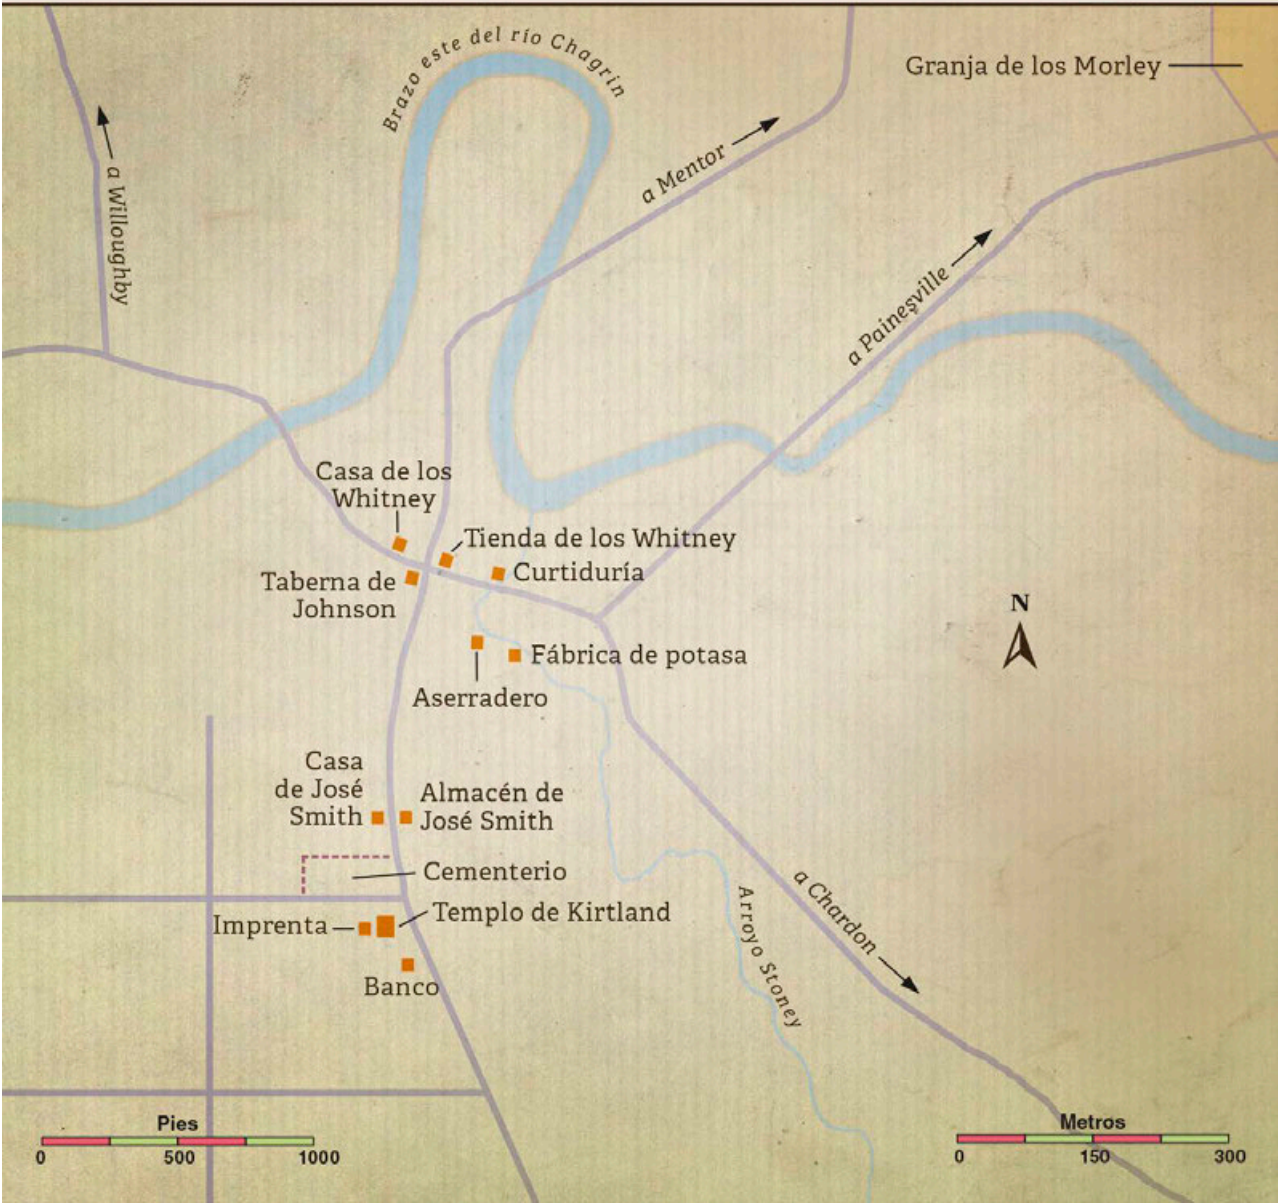 Brazo este del río Chagrin
Granja de los Morley
a Willoughby
a Mentor
a Painesville
Casa de los
Whitney
Tienda de los Whitney
Curtiduría
Taberna de
Johnson
N
Fábrica de potasa
Aserradero
Casa
de José
Smith
Almacén de
José Smith
Cementerio
a Chardon
Arroyo Stoney
Templo de Kirtland
Imprenta
Banco
Pies
0 500 1000
Metros
0 150 300